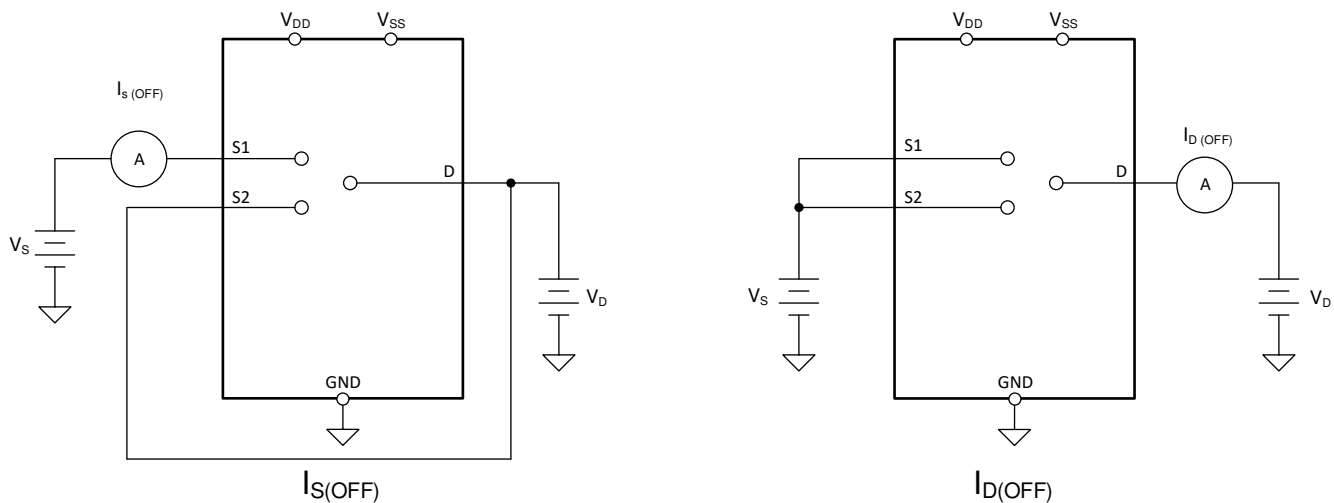 VDD VSS
IS (OFF)
A
S1
D
S2
VS
VD
GND
IS(OFF)
VDD VSS
ID (OFF)
S1
D
A
S2
VS
VD
GND
ID(OFF)